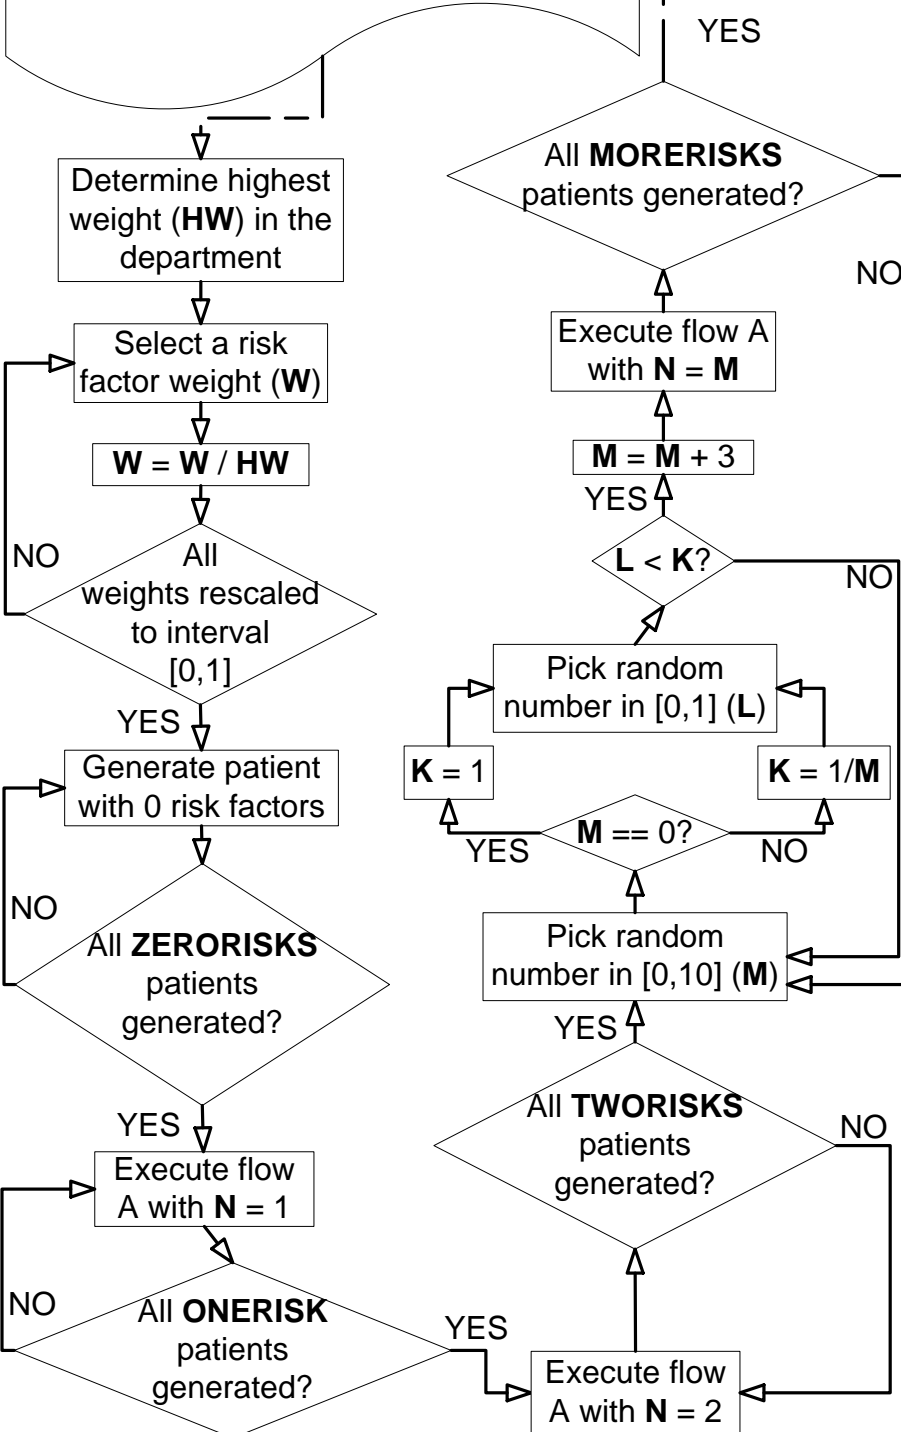 Determine highest
weight (HW) in the
department
Select a risk
factor weight (W)
W = W / HW
NO
All
weights rescaled
to interval
[0,1]
YES
Generate patient
with 0 risk factors
NO
All ZERORISKS
patients
generated?
YES
Execute flow
A with N = 1
NO
All ONERISK
patients
generated?
YES
Execute flow
A with N = 2
All TWORISKS
patients
generated?
NO
YES
Pick random
number in [0,10] (M)
M == 0?
YES
NO
K = 1
K = 1/M
Pick random
number in [0,1] (L)
L < K?
NO
YES
M = M + 3
Execute flow A
with N = M
All MORERISKS
patients generated?
NO
YES